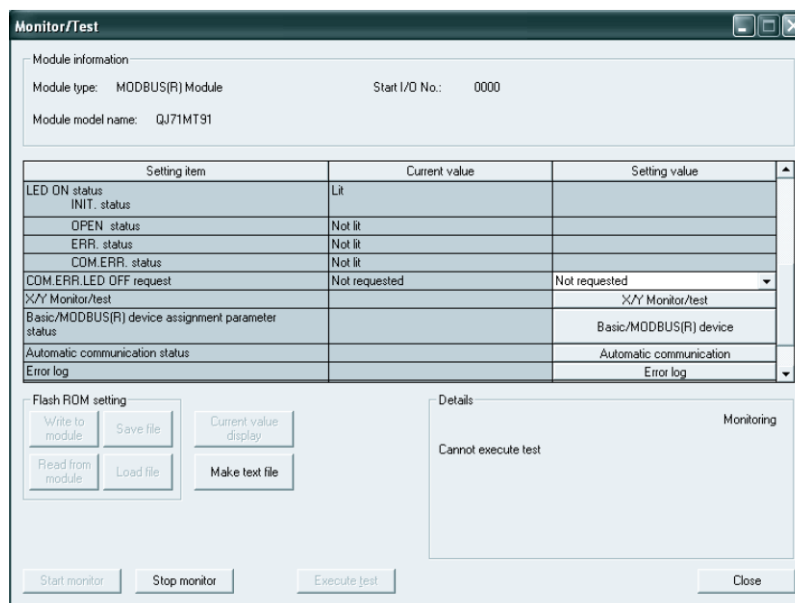 Monitor/Test
Module information
Module type: MODBUS(R) Module Start I/O No.: 0000
Module model name: QJ71MT91
Setting item Current value Setting value
LED ON status Lit
INIT. status
OPEN status Not lit
ERR. status Not lit
COM.ERR. status Not lit
COM.ERR.LED OFF request Not requested Not requested
X/Y Monitor/test X/Y Monitor/test
Basic/MODBUS(R) device assignment parameter
status Basic/MODBUS(R) device
Automatic communication status Automatic communication
Error log Error log
Flash ROM setting
Write to
module
Save file
Current value
display
Read from
module
Load file
Make text file
Details
Monitoring
Cannot execute test
Start monitor Stop monitor Execute test Close